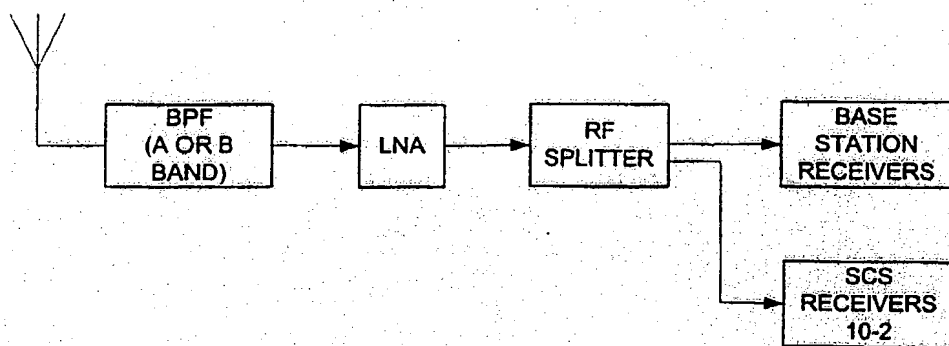 BPF
(A OR B
BAND)
LNA
RF
SPLITTER
BASE
STATION
RECEIVERS
SCS
RECEIVERS
10-2